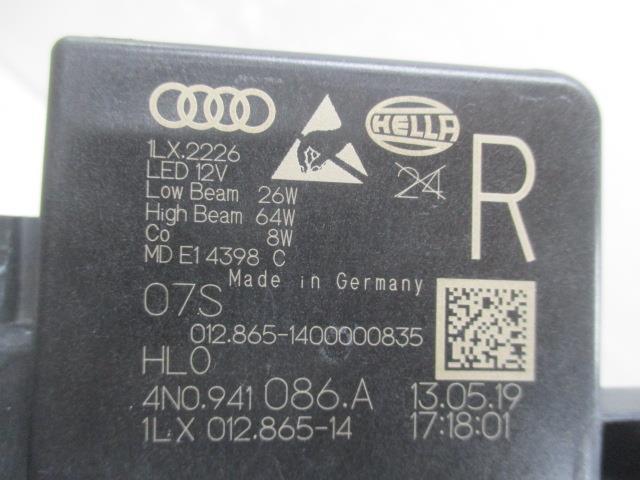 HELLA
1LX.2226
LED 12V
24
R
Low Beam 26W
High Beam 64W
Co 8W
MD E1 4398 C
Made in Germany
07S
012.865-1400000835
HL0
4N0.941 086.A 13.05.19
1LX 012.865-14 17:18:01